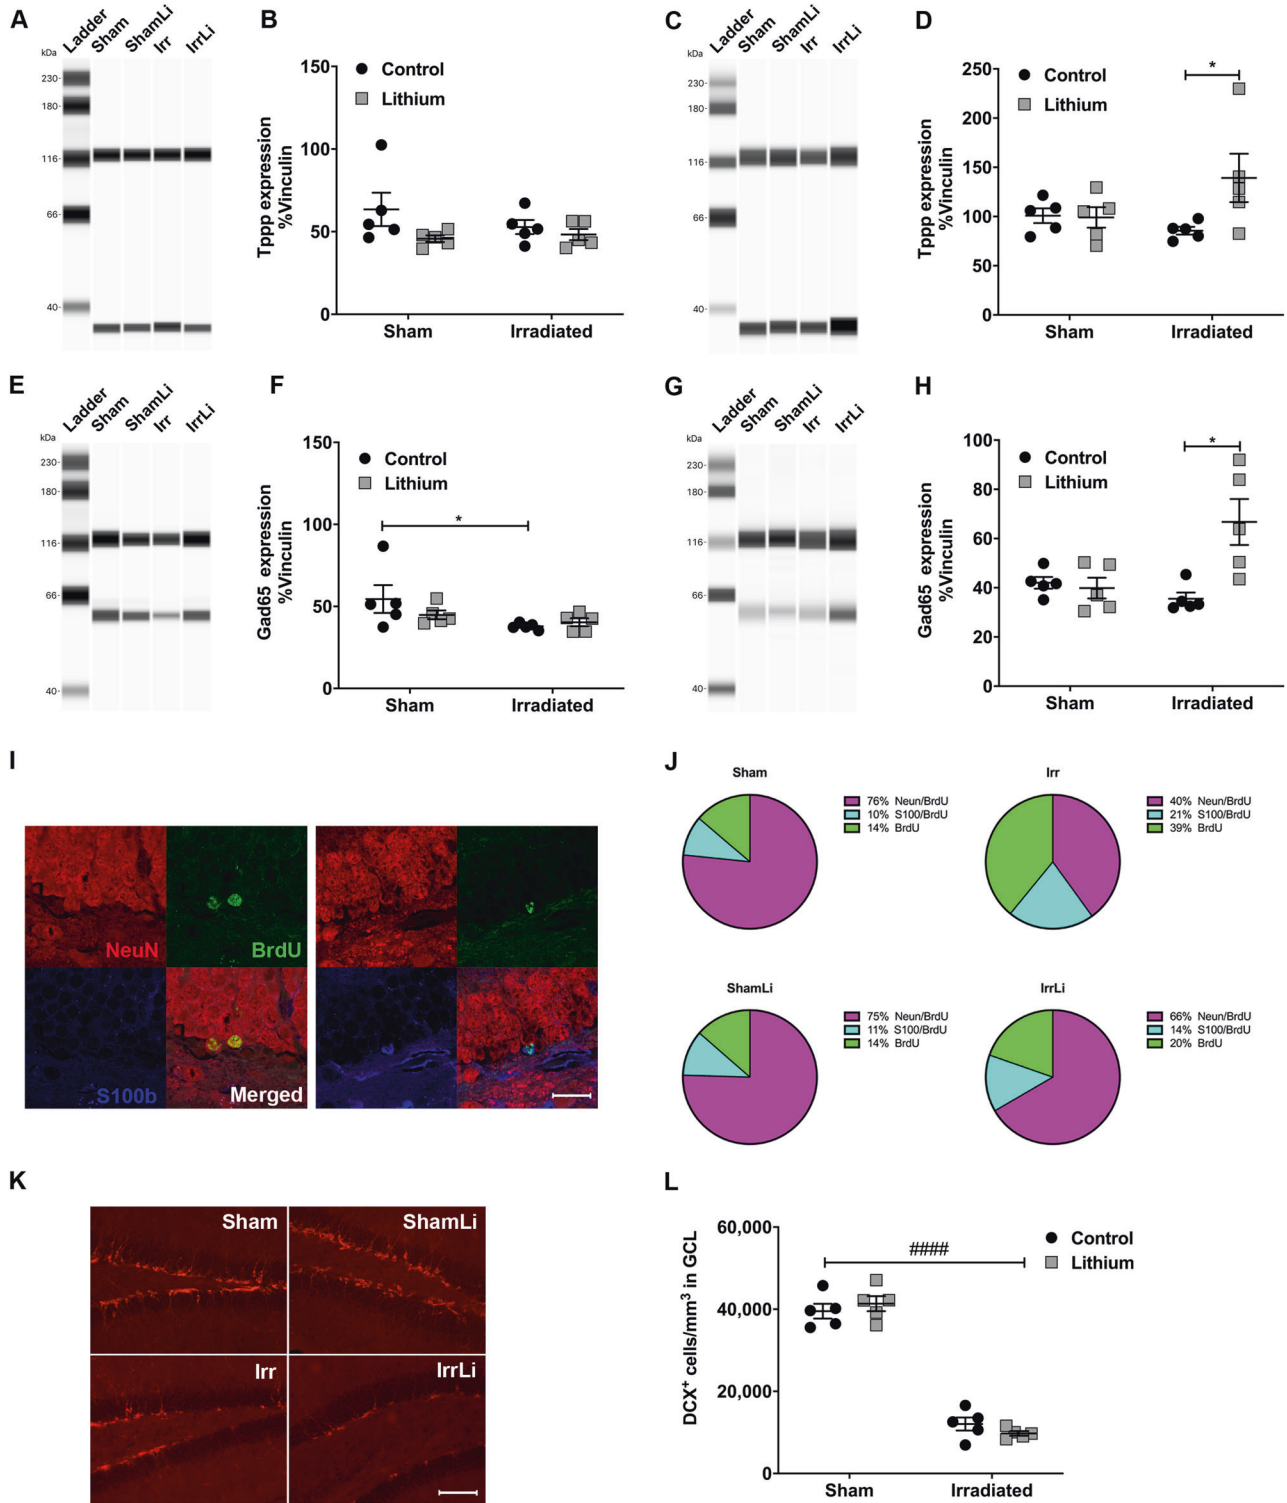 A
Ladder
Sham
ShamLi
Irr
IrrLi
kDa
230-
180-
116-
66-
40-
B
Tppp expression
%Vinculin
150
100
50
0
Control
Lithium
Sham
Irradiated
C
Ladder
Sham
ShamLi
Irr
IrrLi
kDa
230-
180-
116-
66-
40-
D
Tppp expression
%Vinculin
250
200
150
100
50
0
Control
Lithium
*
Sham
Irradiated
E
Ladder
Sham
ShamLi
Irr
IrrLi
kDa
230-
180-
116-
66-
40-
F
Gad65 expression
%Vinculin
150
100
50
0
Control
Lithium
*
Sham
Irradiated
G
Ladder
Sham
ShamLi
Irr
IrrLi
kDa
230-
180-
116-
66-
40-
H
Gad65 expression
%Vinculin
100
80
60
40
20
0
Control
Lithium
*
Sham
Irradiated
I
NeuN
BrdU
S100b
Merged
J
Sham
76% Neun/BrdU
10% S100/BrdU
14% BrdU
Irr
40% Neun/BrdU
21% S100/BrdU
39% BrdU
ShamLi
75% Neun/BrdU
11% S100/BrdU
14% BrdU
IrrLi
66% Neun/BrdU
14% S100/BrdU
20% BrdU
K
Sham
ShamLi
Irr
IrrLi
L
DCX⁺ cells/mm³ in GCL
60,000
40,000
20,000
0
####
Control
Lithium
Sham
Irradiated